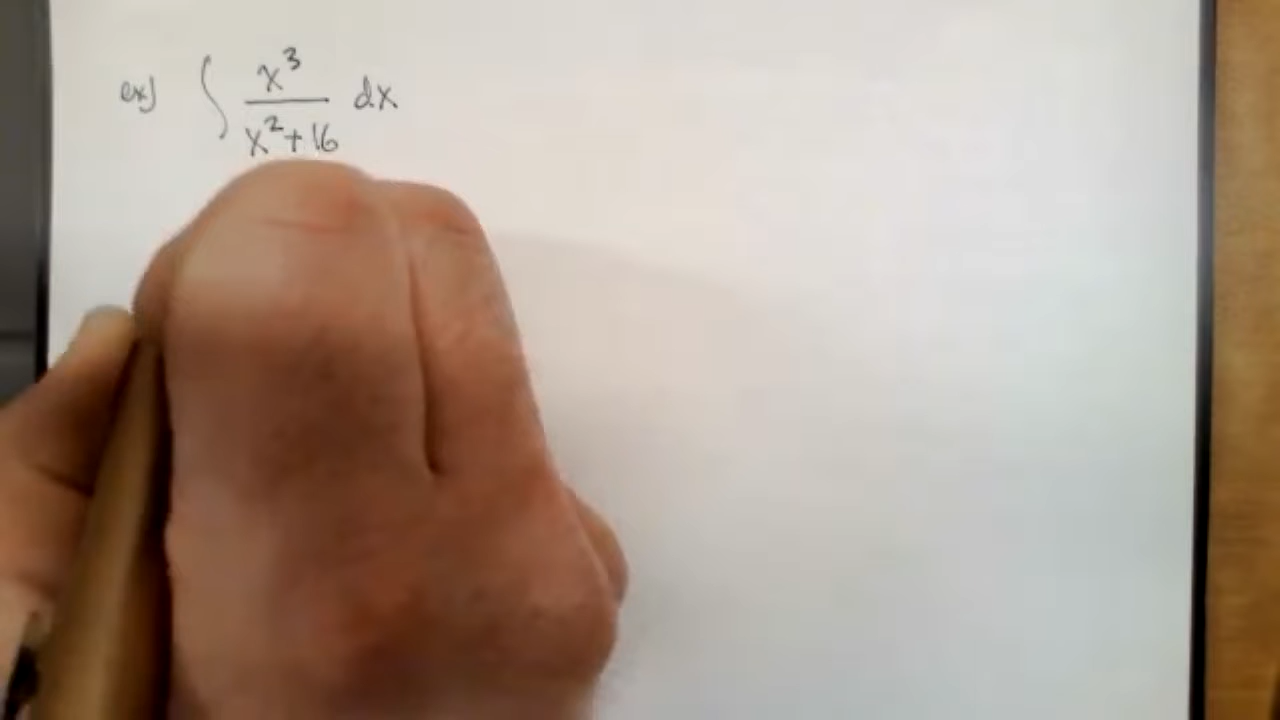 ex) ∫ x³/(x²+16) dx